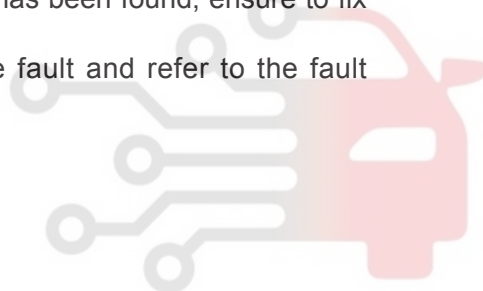 has been found, ensure to fix
e fault and refer to the fault